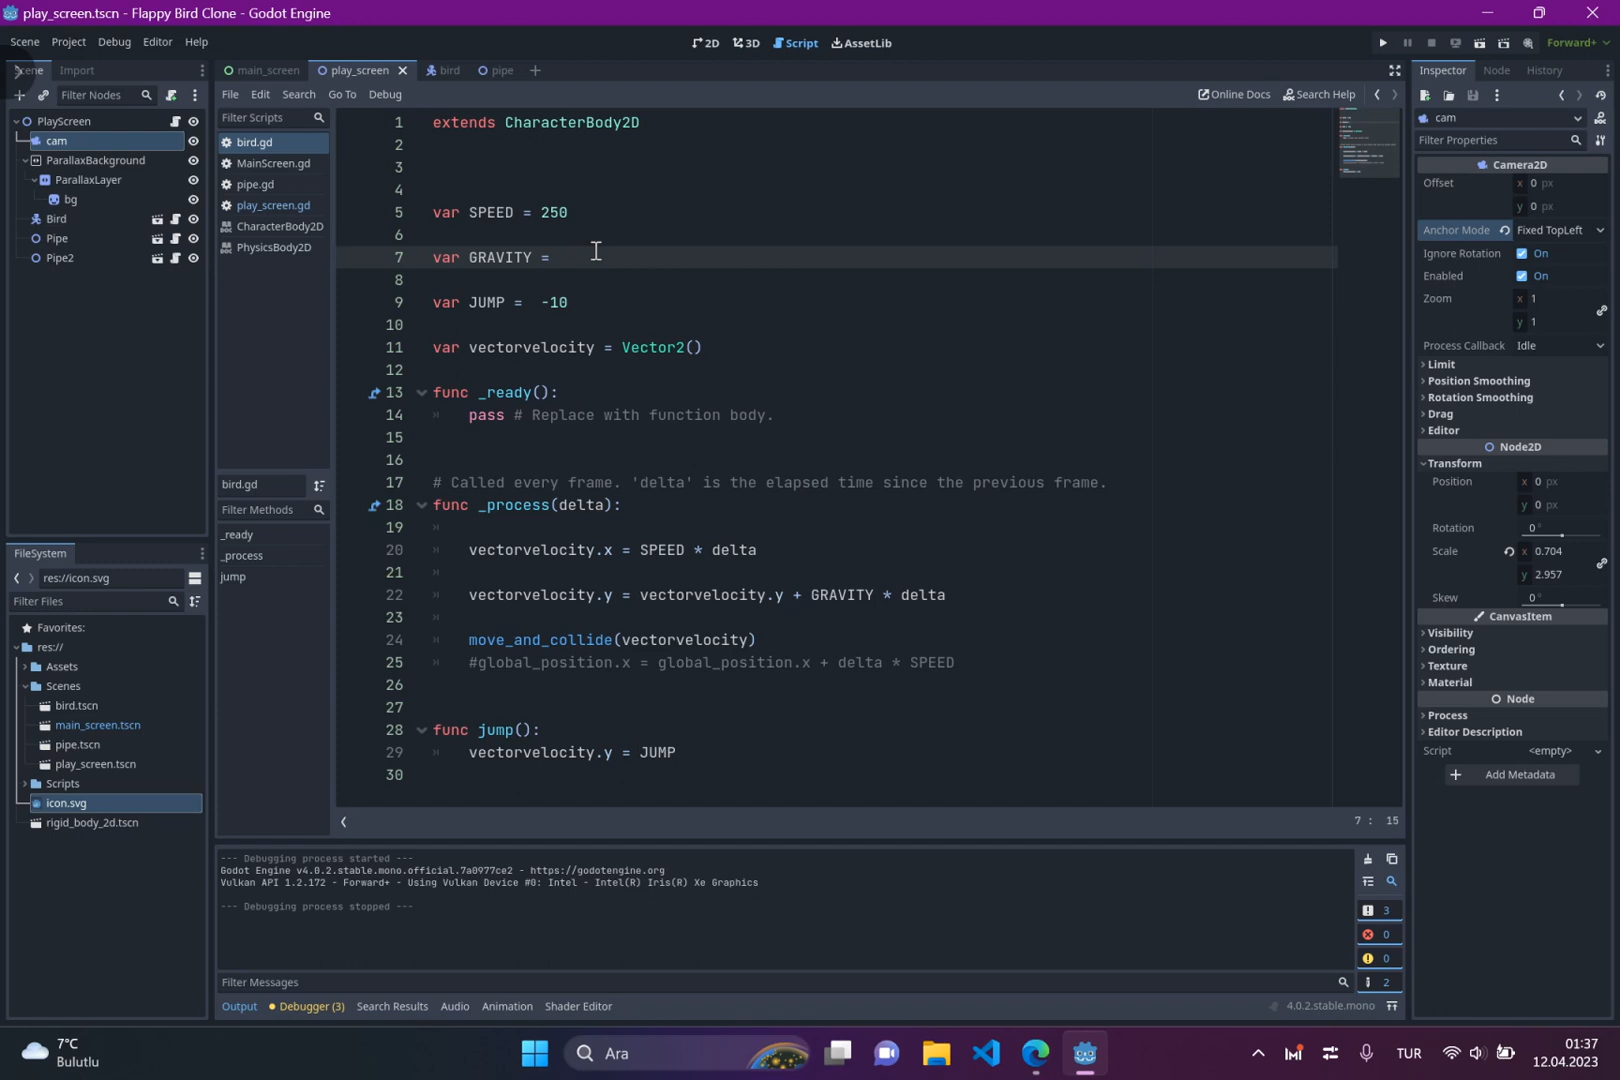 play_screen.tscn - Flappy Bird Clone - Godot Engine
Scene Project Debug Editor Help
2D 3D Script AssetLib
Forward+
Scene Import
Filter Nodes
PlayScreen
cam
ParallaxBackground
ParallaxLayer
bg
Bird
Pipe
Pipe2
FileSystem
res://icon.svg
Filter Files
Favorites:
res://
Assets
Scenes
bird.tscn
main_screen.tscn
pipe.tscn
play_screen.tscn
Scripts
icon.svg
rigid_body_2d.tscn
main_screen play_screen bird pipe
File Edit Search Go To Debug
Online Docs Search Help
Filter Scripts
bird.gd
MainScreen.gd
pipe.gd
play_screen.gd
CharacterBody2D
PhysicsBody2D
bird.gd
Filter Methods
_ready
_process
jump
1 extends CharacterBody2D
2
3
4
5 var SPEED = 250
6
7 var GRAVITY =
8
9 var JUMP =  -10
10
11 var vectorvelocity = Vector2()
12
13 func _ready():
14 pass # Replace with function body.
15
16
17 # Called every frame. 'delta' is the elapsed time since the previous frame.
18 func _process(delta):
19
20 vectorvelocity.x = SPEED * delta
21
22 vectorvelocity.y = vectorvelocity.y + GRAVITY * delta
23
24 move_and_collide(vectorvelocity)
25 #global_position.x = global_position.x + delta * SPEED
26
27
28 func jump():
29 vectorvelocity.y = JUMP
30
7 : 15
--- Debugging process started ---
Godot Engine v4.0.2.stable.mono.official.7a0977ce2 - https://godotengine.org
Vulkan API 1.2.172 - Forward+ - Using Vulkan Device #0: Intel - Intel(R) Iris(R) Xe Graphics
--- Debugging process stopped ---
3
0
0
2
Filter Messages
Output Debugger (3) Search Results Audio Animation Shader Editor
4.0.2.stable.mono
Inspector Node History
cam
Filter Properties
Camera2D
Offset x 0 px
y 0 px
Anchor Mode Fixed TopLeft
Ignore Rotation On
Enabled On
Zoom x 1
y 1
Process Callback Idle
Limit
Position Smoothing
Rotation Smoothing
Drag
Editor
Node2D
Transform
Position x 0 px
y 0 px
Rotation 0 °
Scale x 0.704
y 2.957
Skew 0 °
CanvasItem
Visibility
Ordering
Texture
Material
Node
Process
Editor Description
Script <empty>
Add Metadata
7°C
Bulutlu
Ara
TUR
01:37
12.04.2023